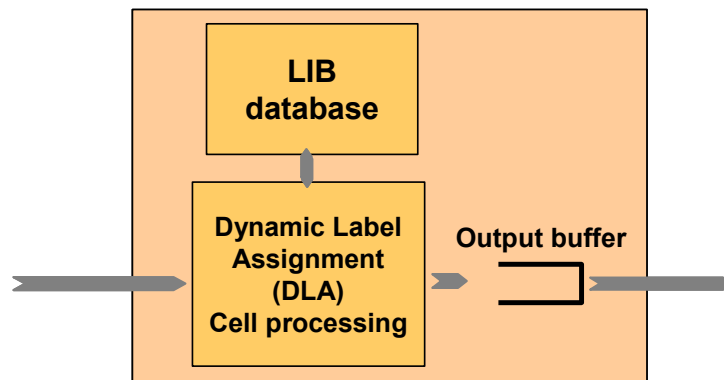 LIB
database
Dynamic Label
Assignment
(DLA)
Cell processing
Output buffer